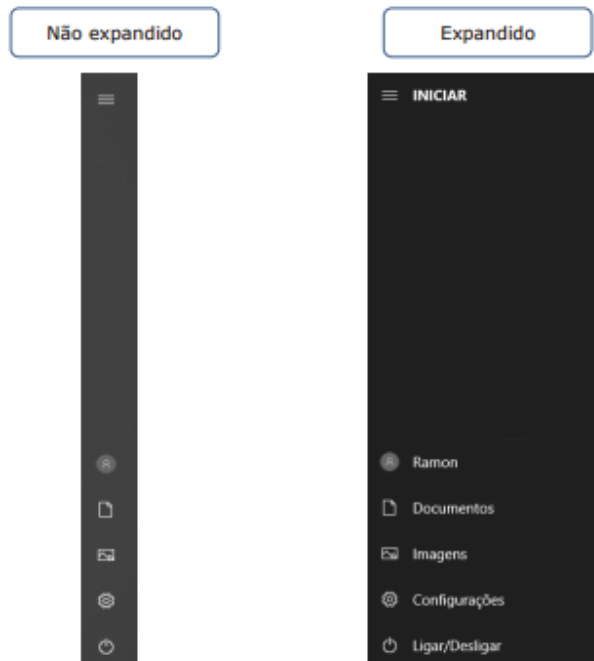 Não expandido
Expandido
INICIAR
Ramon
Documentos
Imagens
Configurações
Ligar/Desligar